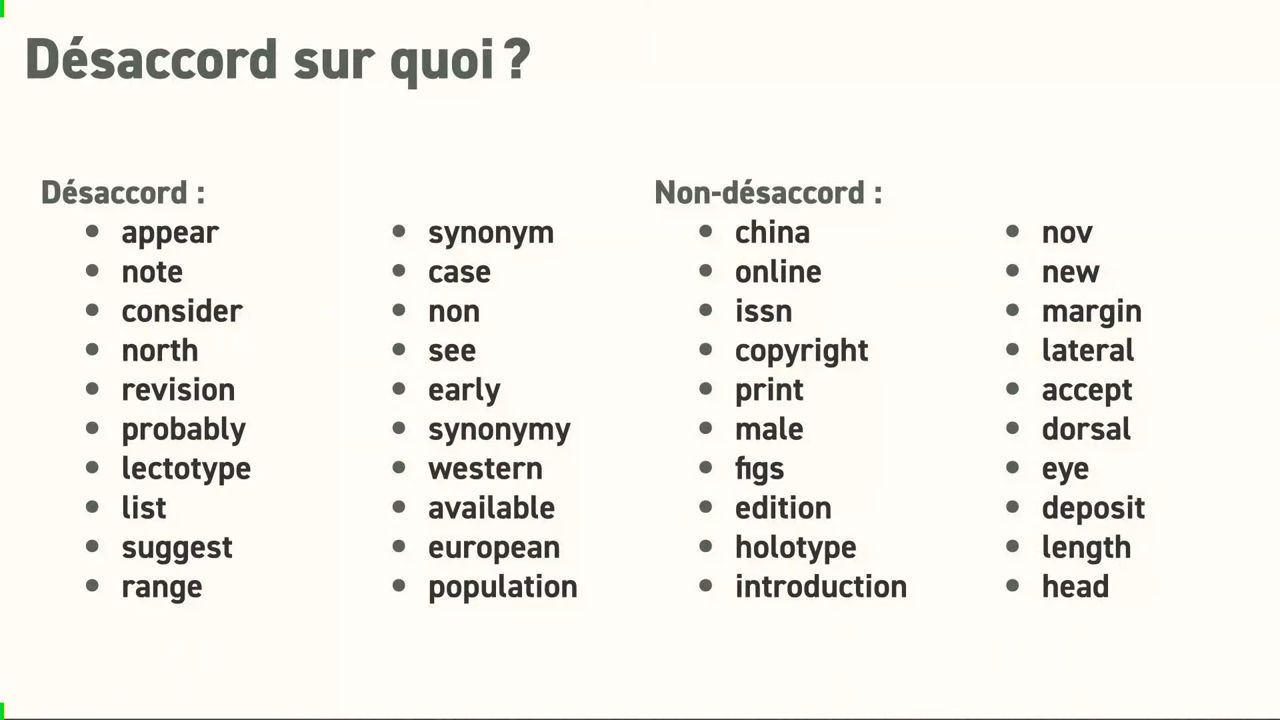 Désaccord sur quoi ?
Désaccord :
• appear
• note
• consider
• north
• revision
• probably
• lectotype
• list
• suggest
• range
• synonym
• case
• non
• see
• early
• synonymy
• western
• available
• european
• population
Non-désaccord :
• china
• online
• issn
• copyright
• print
• male
• figs
• edition
• holotype
• introduction
• nov
• new
• margin
• lateral
• accept
• dorsal
• eye
• deposit
• length
• head